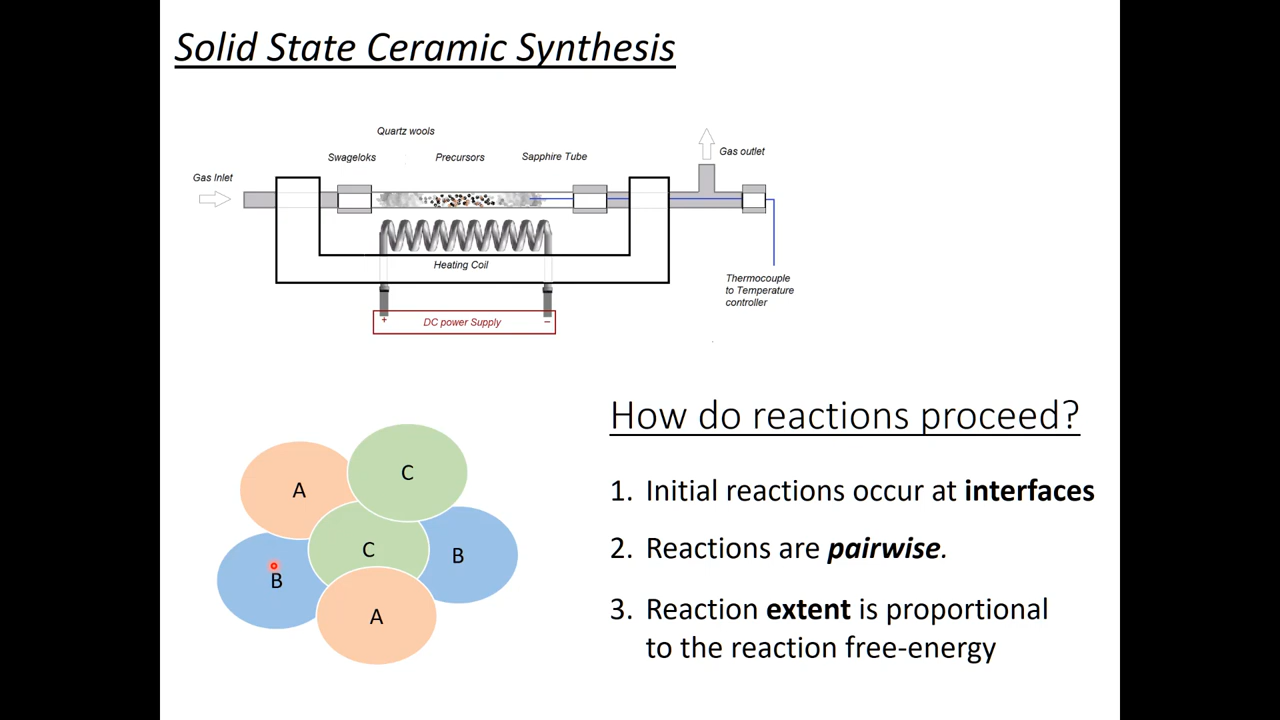 Solid State Ceramic Synthesis
Quartz wools
Swageloks
Precursors
Sapphire Tube
Gas outlet
Gas Inlet
Heating Coil
Thermocouple
to Temperature
controller
+
DC power Supply
–
How do reactions proceed?
A
C
1. Initial reactions occur at interfaces
C
B
2. Reactions are pairwise.
B
A
3. Reaction extent is proportional
to the reaction free-energy